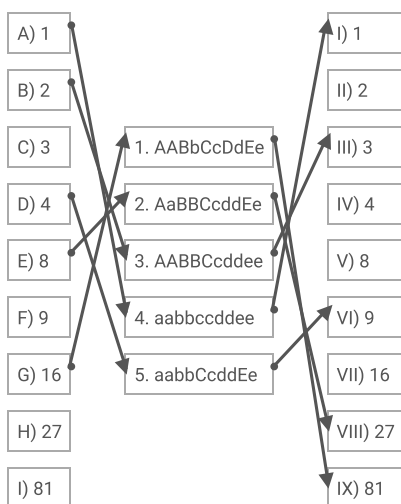 A) 1
B) 2
C) 3
D) 4
E) 8
F) 9
G) 16
H) 27
I) 81
1. AABbCcDdEe
2. AaBBCcddEe
3. AABBCcddee
4. aabbccddee
5. aabbCcddEe
I) 1
II) 2
III) 3
IV) 4
V) 8
VI) 9
VII) 16
VIII) 27
IX) 81